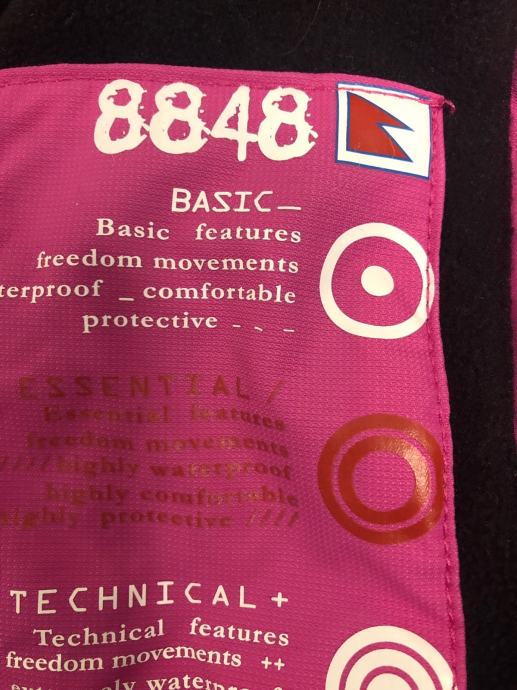 8848
BASIC_
Basic features
freedom movements
terproof _ comfortable
protective - 、 _
ESSENTIAL /
Essential features
freedom movements
////highly waterproof
highly comfortable
highly protective ////
TECHNICAL +
Technical features
freedom movements ++